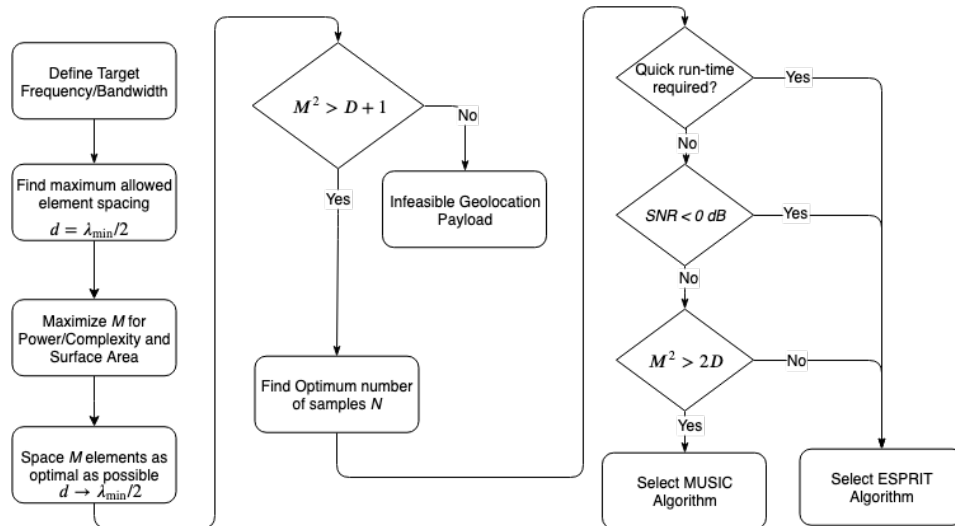 Define Target
Frequency/Bandwidth
Find maximum allowed
element spacing
d = λmin/2
Maximize M for
Power/Complexity and
Surface Area
Space M elements as
optimal as possible
d → λmin/2
M² > D + 1
No
Yes
Infeasible Geolocation
Payload
Find Optimum number
of samples N
Quick run-time
required?
Yes
No
SNR < 0 dB
Yes
No
M² > 2D
No
Yes
Select MUSIC
Algorithm
Select ESPRIT
Algorithm